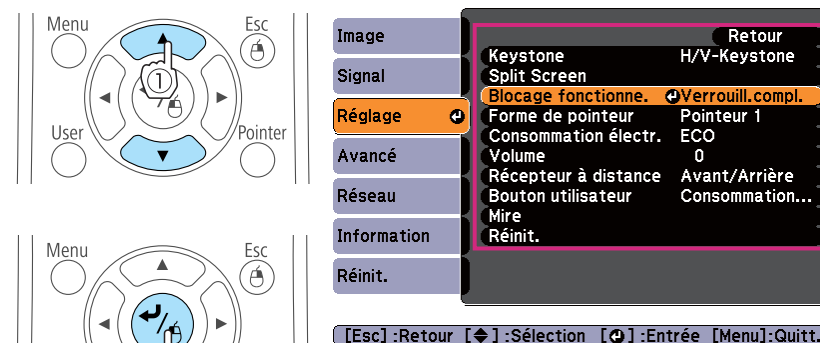 Menu
Esc
1
User
Pointer
Menu
Esc
Image
Signal
Réglage
Avancé
Réseau
Information
Réinit.
Retour
Keystone H/V-Keystone
Split Screen
Blocage fonctionne. Verrouill.compl.
Forme de pointeur Pointeur 1
Consommation électr. ECO
Volume 0
Récepteur à distance Avant/Arrière
Bouton utilisateur Consommation...
Mire
Réinit.
[Esc] :Retour [◆] :Sélection [↵] :Entrée [Menu]:Quitt.